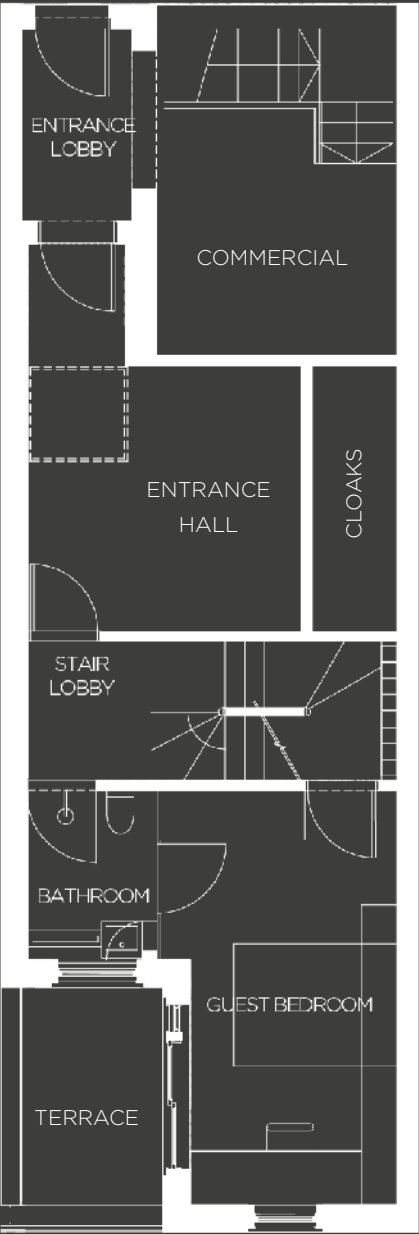 ENTRANCE
LOBBY
COMMERCIAL
ENTRANCE
HALL
CLOAKS
STAIR
LOBBY
BATHROOM
GUEST BEDROOM
TERRACE